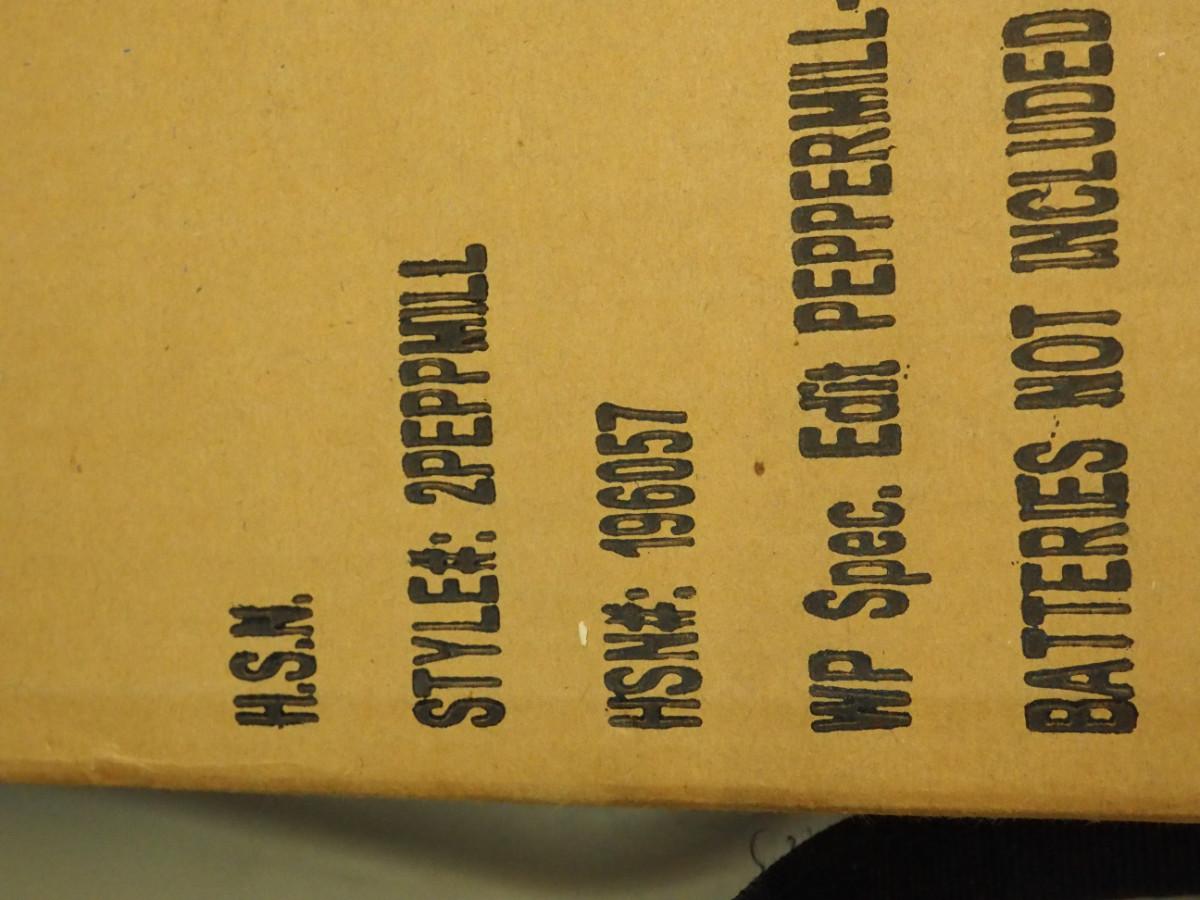 H.S.N.
STYLE#: 2PEPPMILL
HSN#: 196057
WP Spec. Edit PEPPERMILL-
BATTERIES NOT INCLUDED